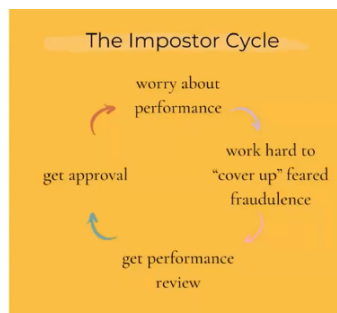 The Impostor Cycle
worry about
performance
work hard to
“cover up” feared
fraudulence
get performance
review
get approval